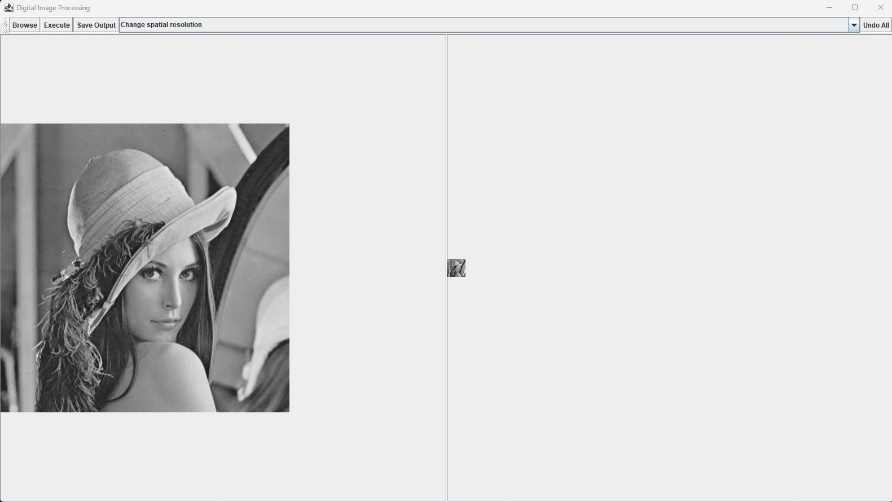 Digital Image Processing
Browse Execute Save Output Change spatial resolution Undo All